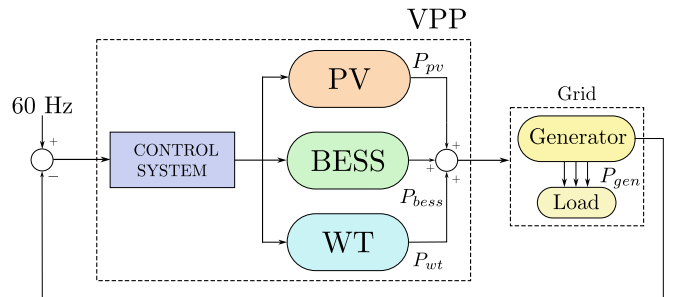 VPP
60 Hz
+
−
CONTROL
SYSTEM
PV
P_pv
BESS
P_bess
WT
P_wt
+
+
+
Grid
Generator
P_gen
Load